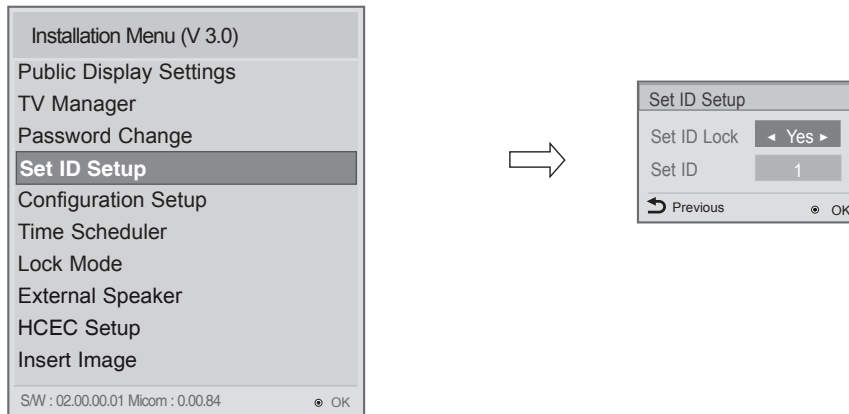 Installation Menu (V 3.0)
Public Display Settings
TV Manager
Password Change
Set ID Setup
Configuration Setup
Time Scheduler
Lock Mode
External Speaker
HCEC Setup
Insert Image
S/W : 02.00.00.01 Micom : 0.00.84 OK
Set ID Setup
Set ID Lock ◄ Yes ►
Set ID 1
Previous OK